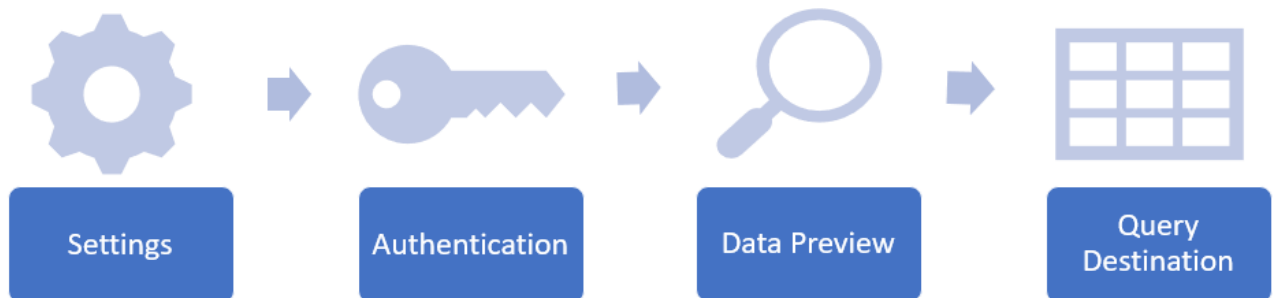 Settings
Authentication
Data Preview
Query
Destination